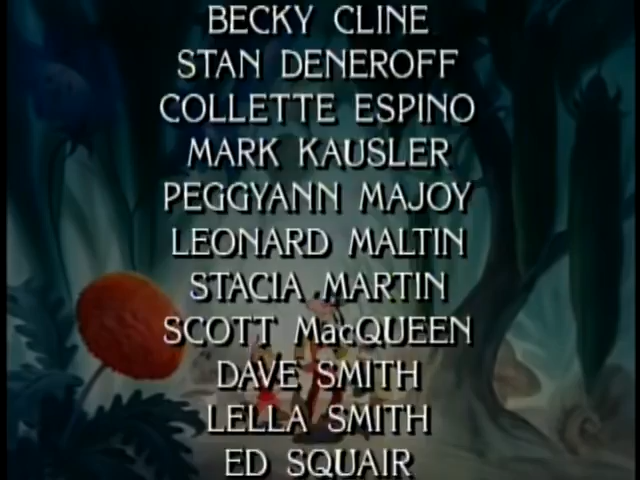 BECKY CLINE
STAN DENEROFF
COLLETTE ESPINO
MARK KAUSLER
PEGGYANN MAJOY
LEONARD MALTIN
STACIA MARTIN
SCOTT MacQUEEN
DAVE SMITH
LELLA SMITH
ED SQUAIR